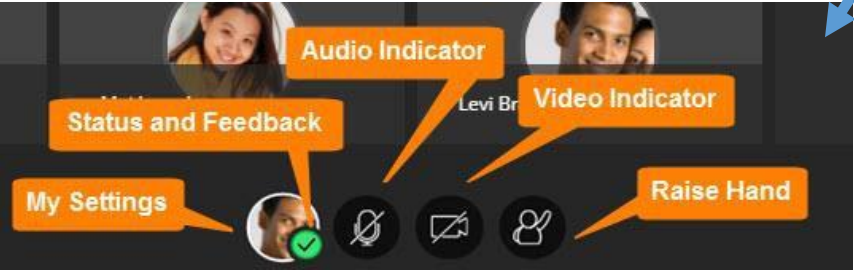 Audio Indicator
Levi Br
Video Indicator
Status and Feedback
My Settings
Raise Hand